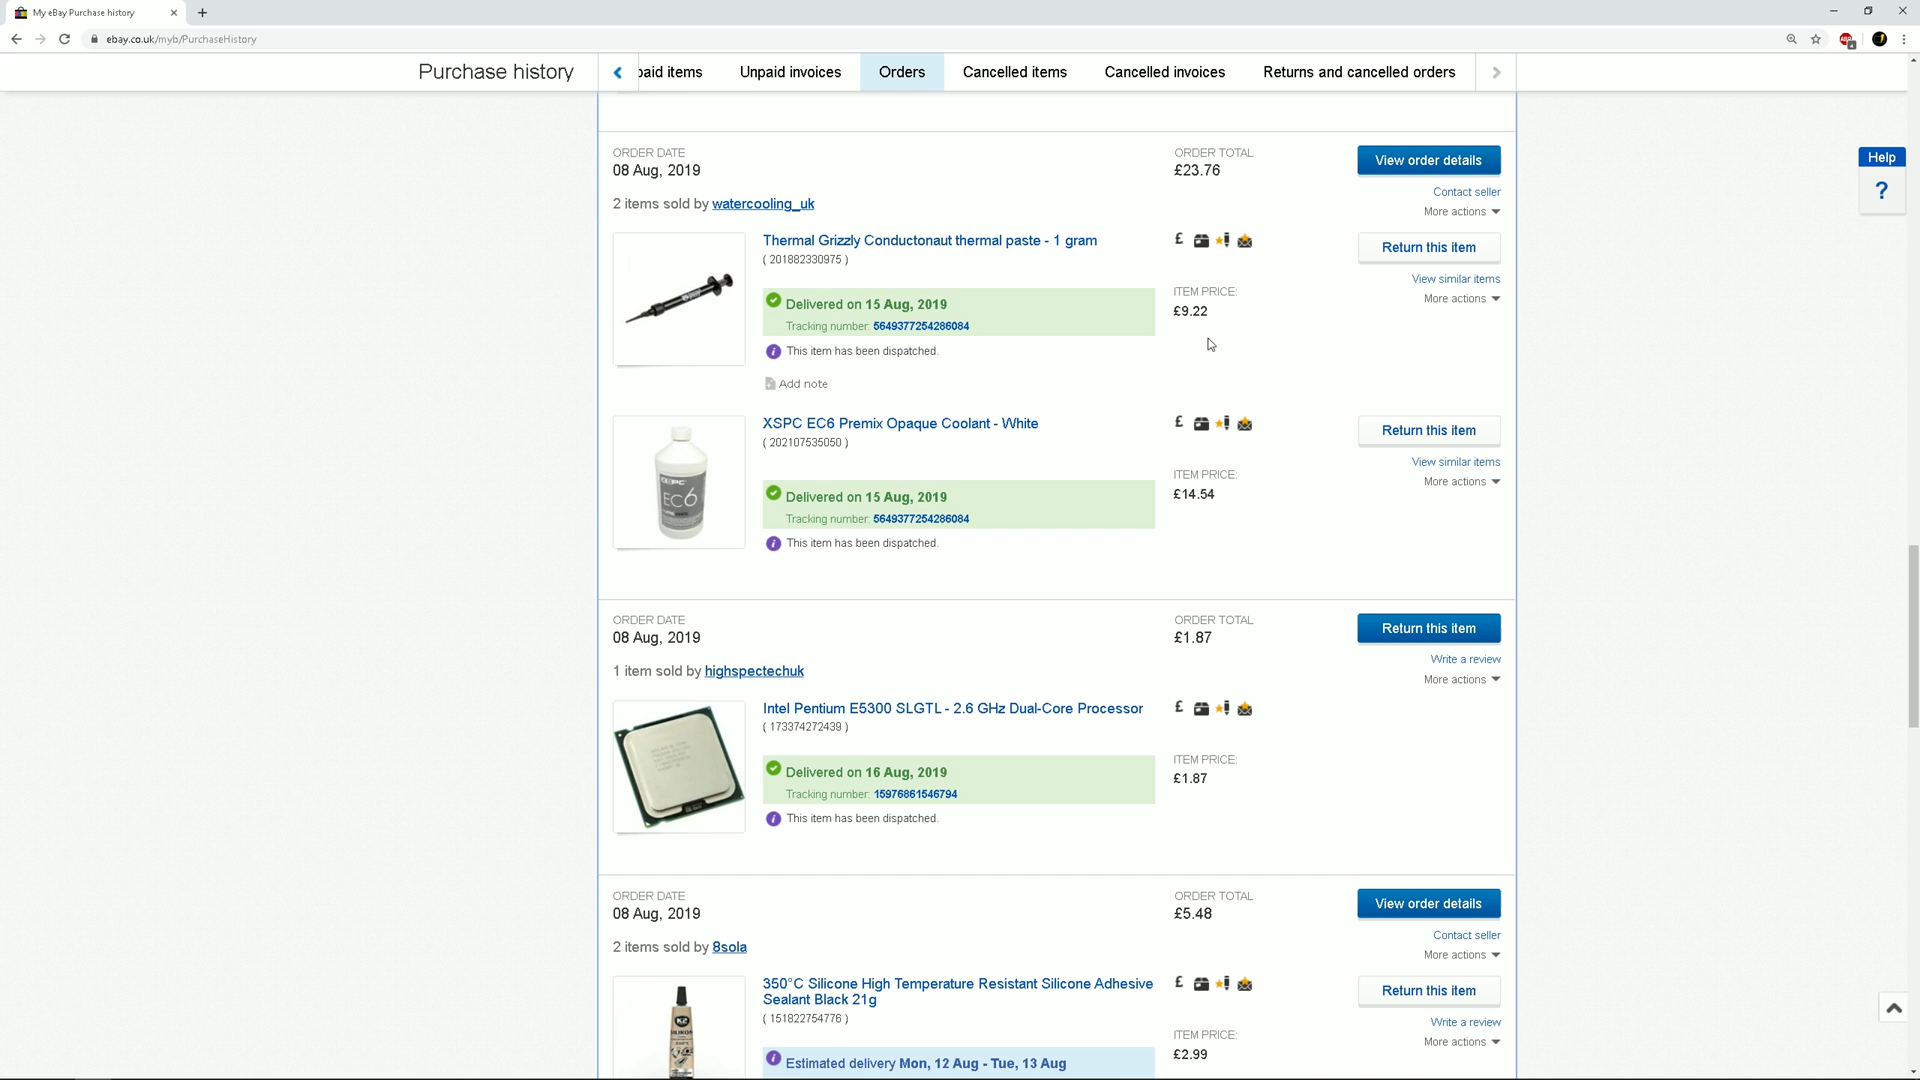 My eBay Purchase history
ebay.co.uk/myb/PurchaseHistory
Purchase history
paid items
Unpaid invoices
Orders
Cancelled items
Cancelled invoices
Returns and cancelled orders
Help
?
ORDER DATE
08 Aug, 2019
ORDER TOTAL
£23.76
View order details
Contact seller
More actions
2 items sold by watercooling_uk
Thermal Grizzly Conductonaut thermal paste - 1 gram
( 201882330975 )
£
Return this item
View similar items
More actions
ITEM PRICE:
£9.22
Delivered on 15 Aug, 2019
Tracking number: 5649377254286084
This item has been dispatched.
Add note
XSPC EC6 Premix Opaque Coolant - White
( 202107535050 )
£
Return this item
View similar items
More actions
ITEM PRICE:
£14.54
XSPC
EC6
Delivered on 15 Aug, 2019
Tracking number: 5649377254286084
This item has been dispatched.
ORDER DATE
08 Aug, 2019
ORDER TOTAL
£1.87
Return this item
Write a review
More actions
1 item sold by highspectechuk
Intel Pentium E5300 SLGTL - 2.6 GHz Dual-Core Processor
( 173374272439 )
£
ITEM PRICE:
£1.87
Delivered on 16 Aug, 2019
Tracking number: 15976861546794
This item has been dispatched.
ORDER DATE
08 Aug, 2019
ORDER TOTAL
£5.48
View order details
Contact seller
More actions
2 items sold by 8sola
350°C Silicone High Temperature Resistant Silicone Adhesive
Sealant Black 21g
( 151822754776 )
£
Return this item
Write a review
More actions
ITEM PRICE:
£2.99
K2
Estimated delivery Mon, 12 Aug - Tue, 13 Aug